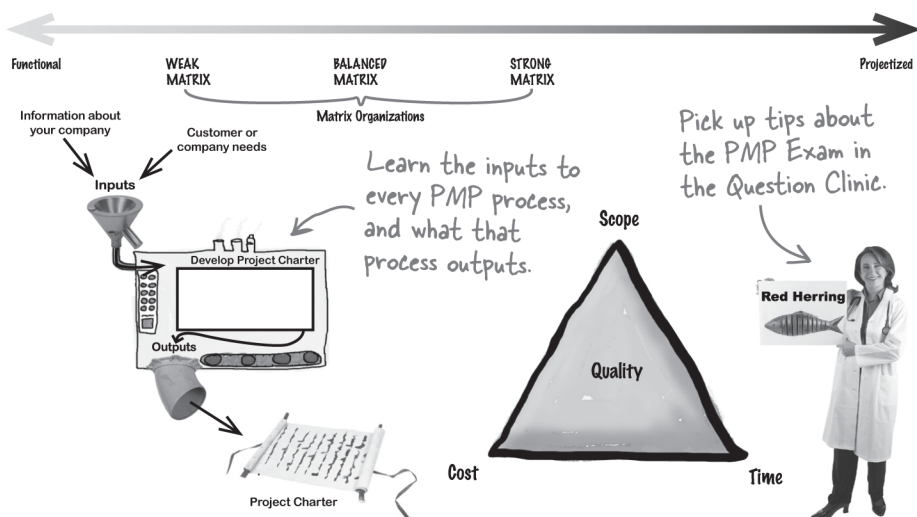 Functional
WEAK
MATRIX
BALANCED
MATRIX
STRONG
MATRIX
Projectized
Matrix Organizations
Information about
your company
Customer or
company needs
Inputs
Learn the inputs to
every PMP process,
and what that
process outputs.
Pick up tips about
the PMP Exam in
the Question Clinic.
Develop Project Charter
Outputs
Project Charter
Scope
Quality
Cost
Time
Red Herring